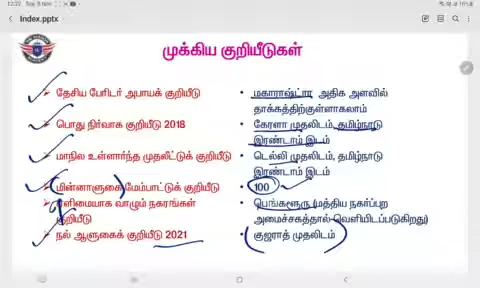 Index.pptx
முக்கிய குறியீடுகள்
தேசிய பேரிடர் அபாயக் குறியீடு
மகாராஷ்ட்ரா அதிக அளவில்
தாக்கத்திற்குள்ளாகலாம்
பொது நிர்வாக குறியீடு 2018
கேரளா முதலிடம், தமிழ்நாடு
இரண்டாம் இடம்
மாநில உள்ளார்ந்த முதலீட்டுக் குறியீடு
டெல்லி முதலிடம், தமிழ்நாடு
இரண்டாம் இடம்
மின்னாளுகை மேம்பாட்டுக் குறியீடு
100
எளிமையாக வாழும் நகரங்கள்
குறியீடு
பெங்களூரு (மத்திய நகர்ப்புற
அமைச்சகத்தால் வெளியிடப்படுகிறது)
நல் ஆளுகைக் குறியீடு 2021
குஜராத் முதலிடம்